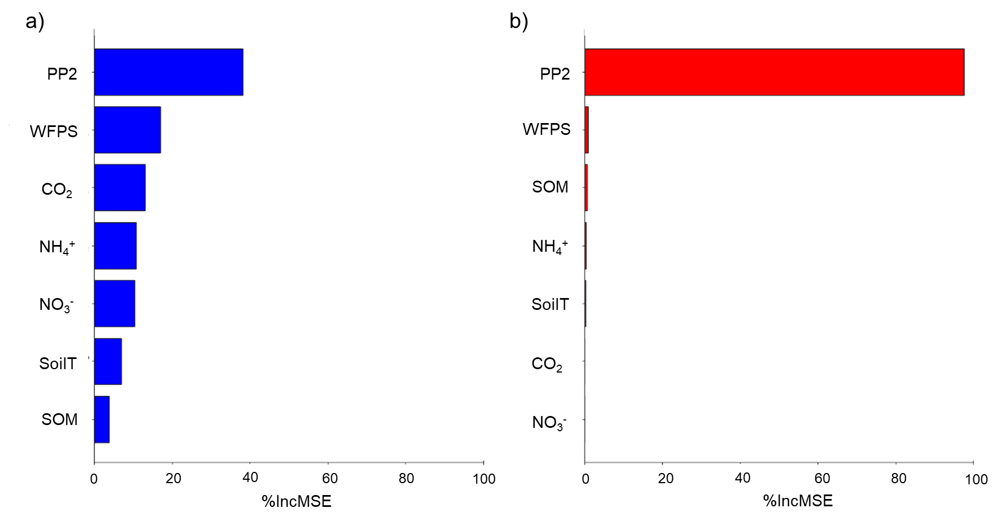 a)
PP2
WFPS
CO₂
NH₄⁺
NO₃⁻
SoilT
SOM
0 20 40 60 80 100
%IncMSE
b)
PP2
WFPS
SOM
NH₄⁺
SoilT
CO₂
NO₃⁻
0 20 40 60 80 100
%IncMSE